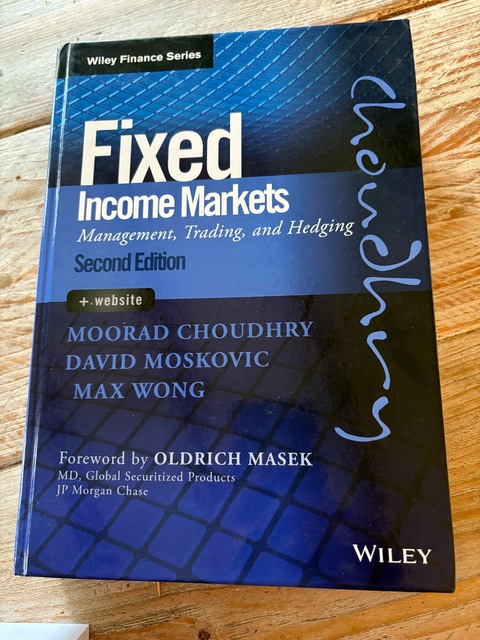 Wiley Finance Series
Fixed
Income Markets
Management, Trading, and Hedging
Second Edition
+ website
MOORAD CHOUDHRY
DAVID MOSKOVIC
MAX WONG
Foreword by OLDRICH MASEK
MD, Global Securitized Products
JP Morgan Chase
WILEY
Choudhry